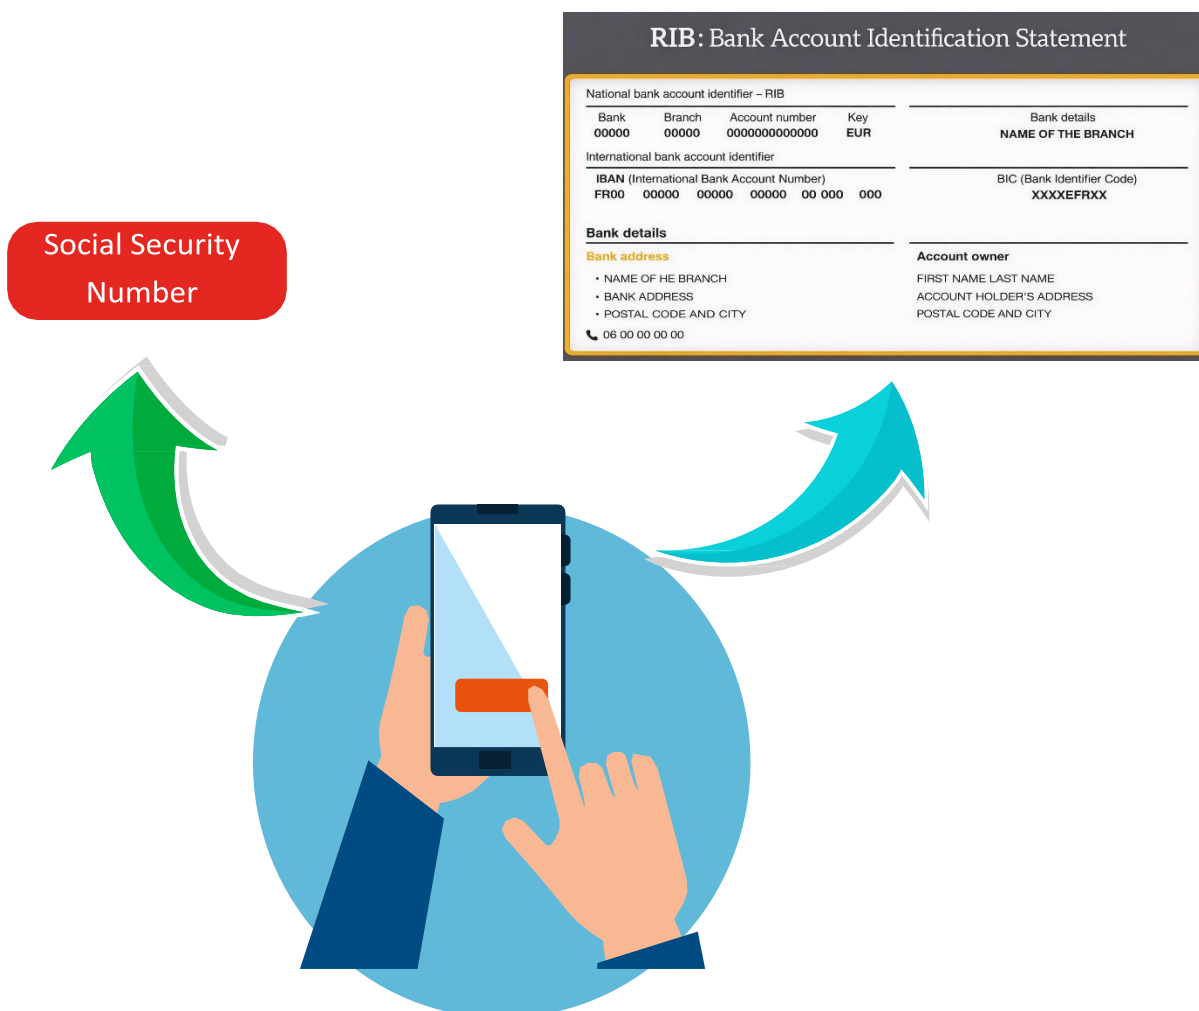 RIB: Bank Account Identification Statement
National bank account identifier – RIB
Bank Branch Account number Key Bank details
00000 00000 0000000000000 EUR NAME OF THE BRANCH
International bank account identifier
IBAN (International Bank Account Number) BIC (Bank Identifier Code)
FR00 00000 00000 00000 00 000 000 XXXXEFRXX
Bank details
Bank address Account owner
• NAME OF HE BRANCH FIRST NAME LAST NAME
• BANK ADDRESS ACCOUNT HOLDER'S ADDRESS
• POSTAL CODE AND CITY POSTAL CODE AND CITY
06 00 00 00 00
Social Security
Number